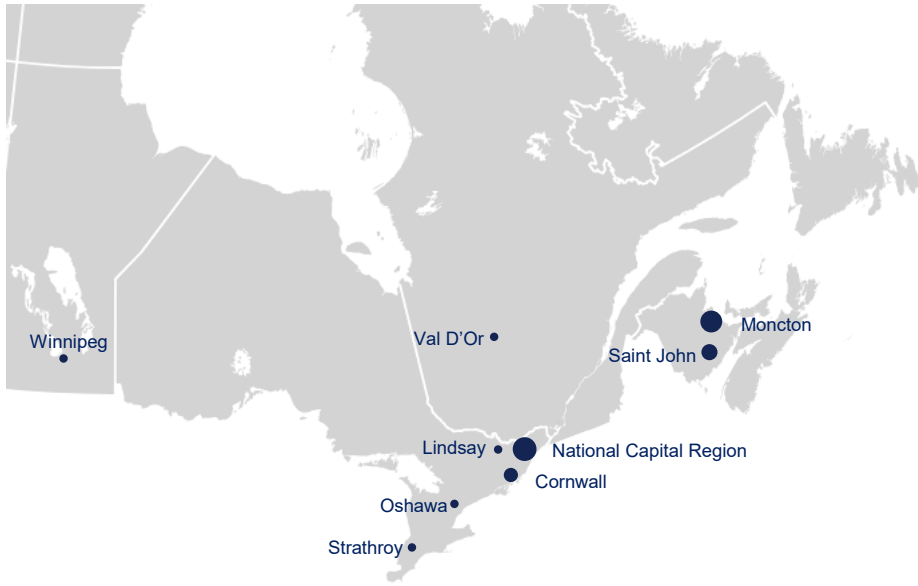 Moncton
Val D’Or
Winnipeg
Saint John
Lindsay
National Capital Region
Cornwall
Oshawa
Strathroy